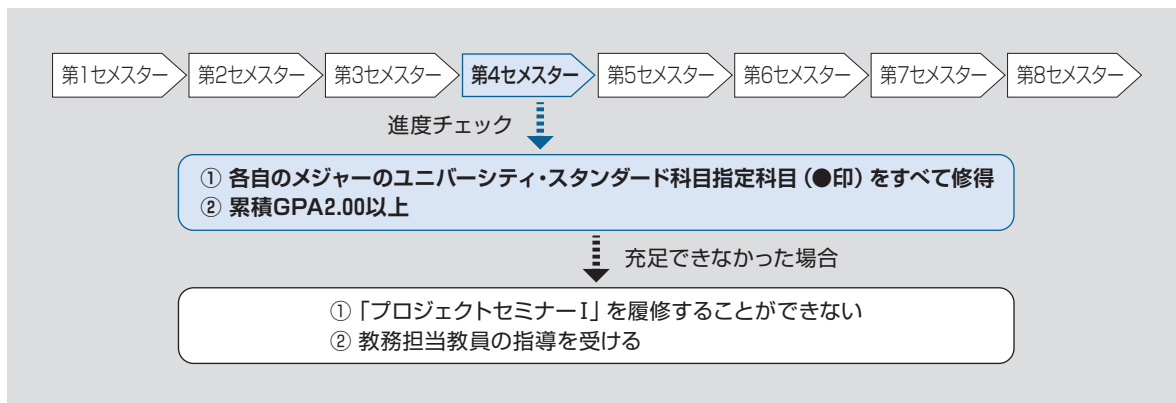 第1セメスター 第2セメスター 第3セメスター 第4セメスター 第5セメスター 第6セメスター 第7セメスター 第8セメスター
進度チェック
① 各自のメジャーのユニバーシティ・スタンダード科目指定科目（●印）をすべて修得
② 累積GPA2.00以上
充足できなかった場合
①「プロジェクトセミナーⅠ」を履修することができない
② 教務担当教員の指導を受ける